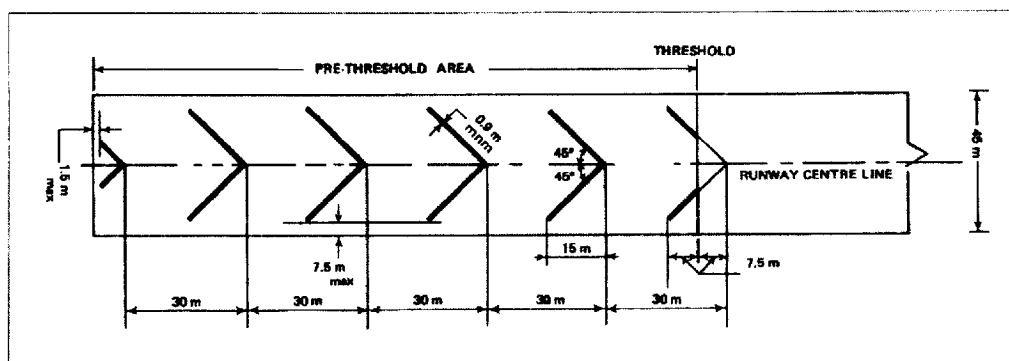 THRESHOLD
PRE-THRESHOLD AREA
0.9 m
mnm
45°
45°
1.5 m
max
RUNWAY CENTRE LINE
45 m
7.5 m
max
15 m
7.5 m
30 m
30 m
30 m
30 m
30 m